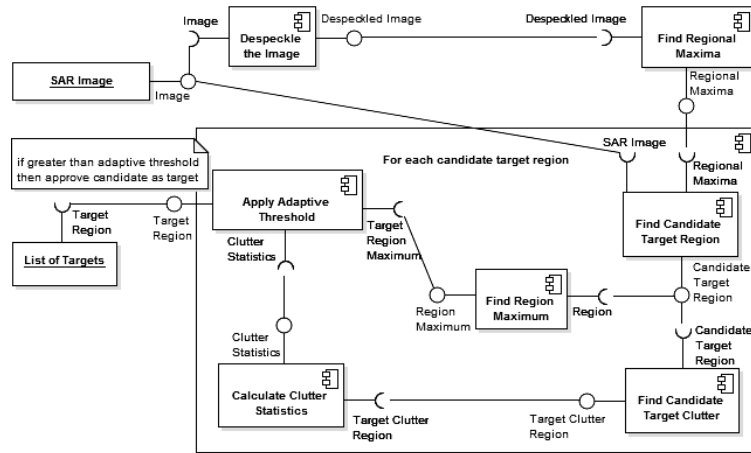 Image
Despeckle
the Image
Despeckled Image
Despeckled Image
Find Regional
Maxima
SAR Image
Image
Regional
Maxima
SAR Image
Regional
Maxima
if greater than adaptive threshold
then approve candidate as target
For each candidate target region
Apply Adaptive
Threshold
Target
Region
Target
Region
List of Targets
Clutter
Statistics
Target
Region
Maximum
Find Candidate
Target Region
Candidate
Target
Region
Region
Maximum
Find Region
Maximum
Region
Clutter
Statistics
Candidate
Target
Region
Calculate Clutter
Statistics
Target Clutter
Region
Target Clutter
Region
Find Candidate
Target Clutter